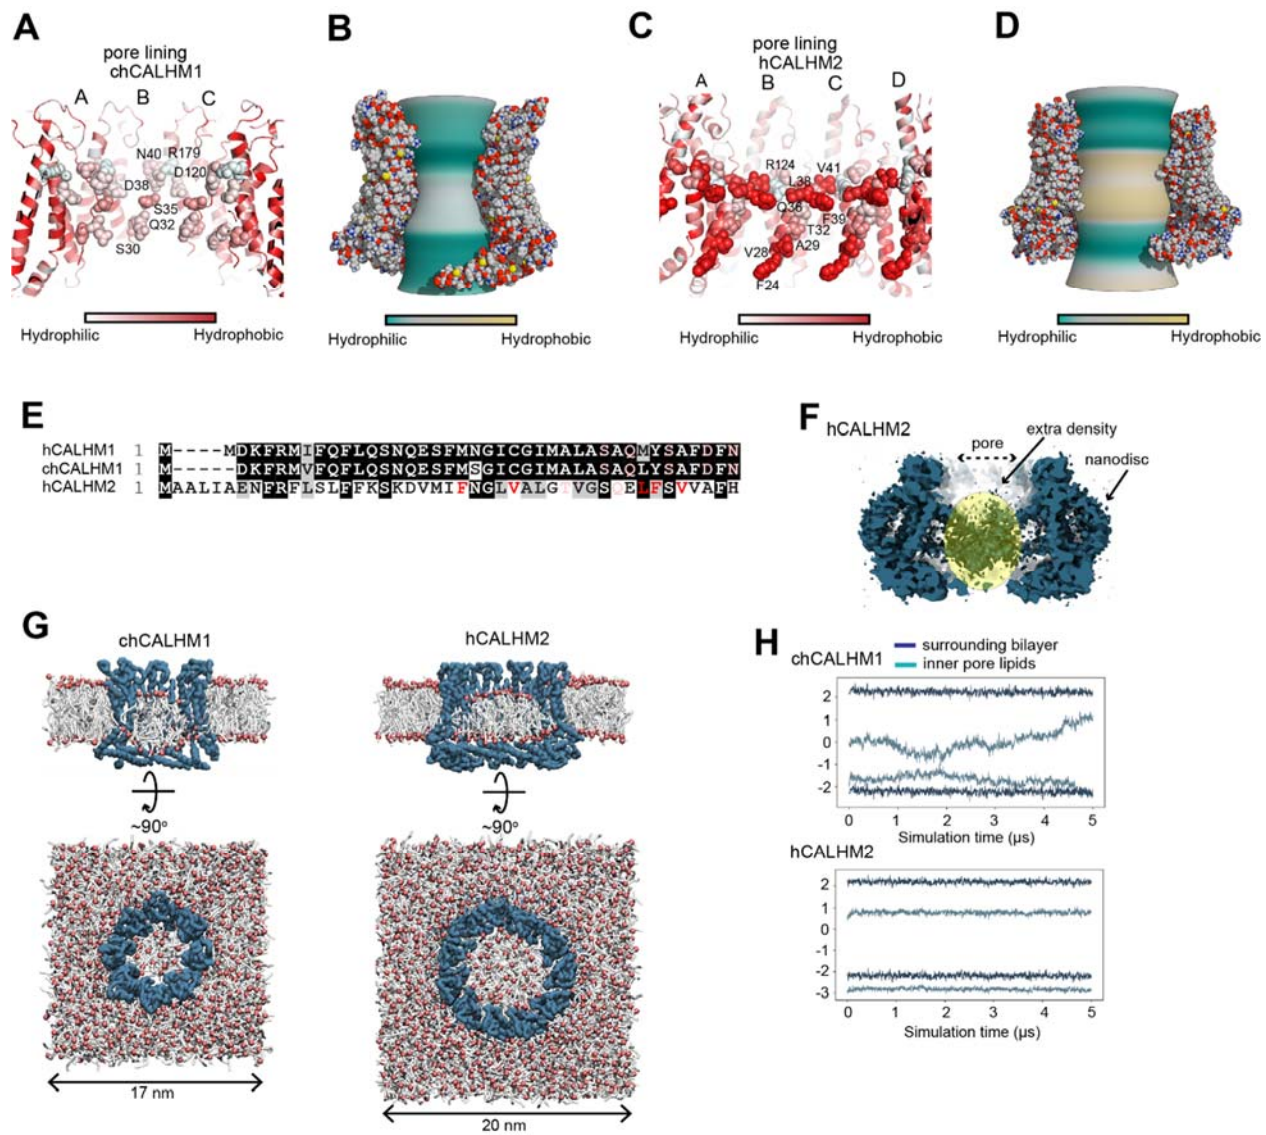 A
B
C
D
pore lining
chCALHM1
A B C
N40 R179
D38 D120
S35
Q32
S30
Hydrophilic Hydrophobic
Hydrophilic Hydrophobic
pore lining
hCALHM2
A B C D
R124 V41
L38
Q36
F39
T32
V28 A29
F24
Hydrophilic Hydrophobic
Hydrophilic Hydrophobic
E
hCALHM1 1 M----MDKFRMIFQFLQSNQESFMNGICGIMALASAQMYSAFDFN
chCALHM1 1 M----MDKFRMVFQFLQSNQESFMSGICGIMALASAQLYSAFDFN
hCALHM2 1 MAALIAENFRFLSLFFKSKDVMIFNGLVALGTVGSQELFSVVAFH
F
hCALHM2
pore
extra density
nanodisc
G
chCALHM1
hCALHM2
~90°
~90°
17 nm
20 nm
H
surrounding bilayer
inner pore lipids
chCALHM1
2
1
0
-1
-2
0 1 2 3 4 5
Simulation time (µs)
hCALHM2
2
1
0
-1
-2
-3
0 1 2 3 4 5
Simulation time (µs)